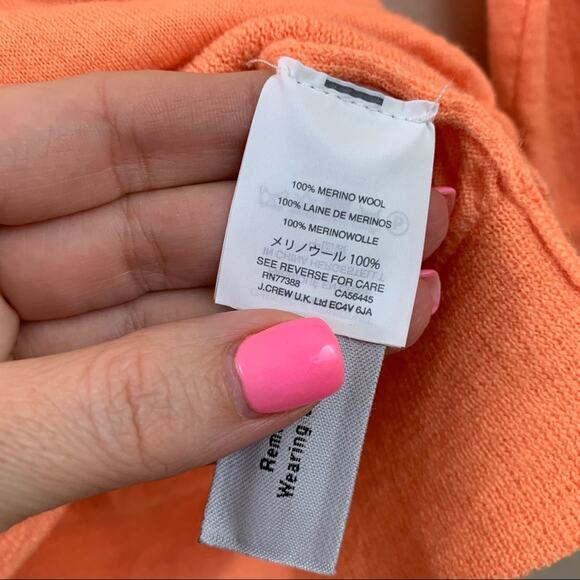 100% MERINO WOOL
100% LAINE DE MERINOS
100% MERINOWOLLE
メリノウール 100%
SEE REVERSE FOR CARE
RN77388 CA56445
J.CREW U.K. Ltd EC4V 6JA
Wearing